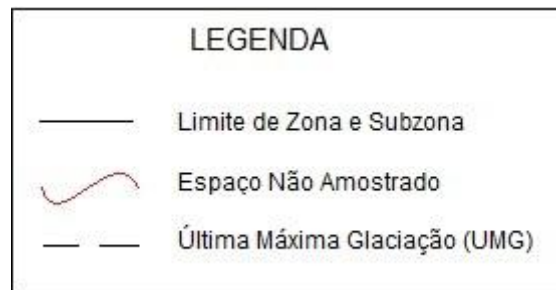 LEGENDA
Limite de Zona e Subzona
Espaço Não Amostrado
Última Máxima Glaciação (UMG)